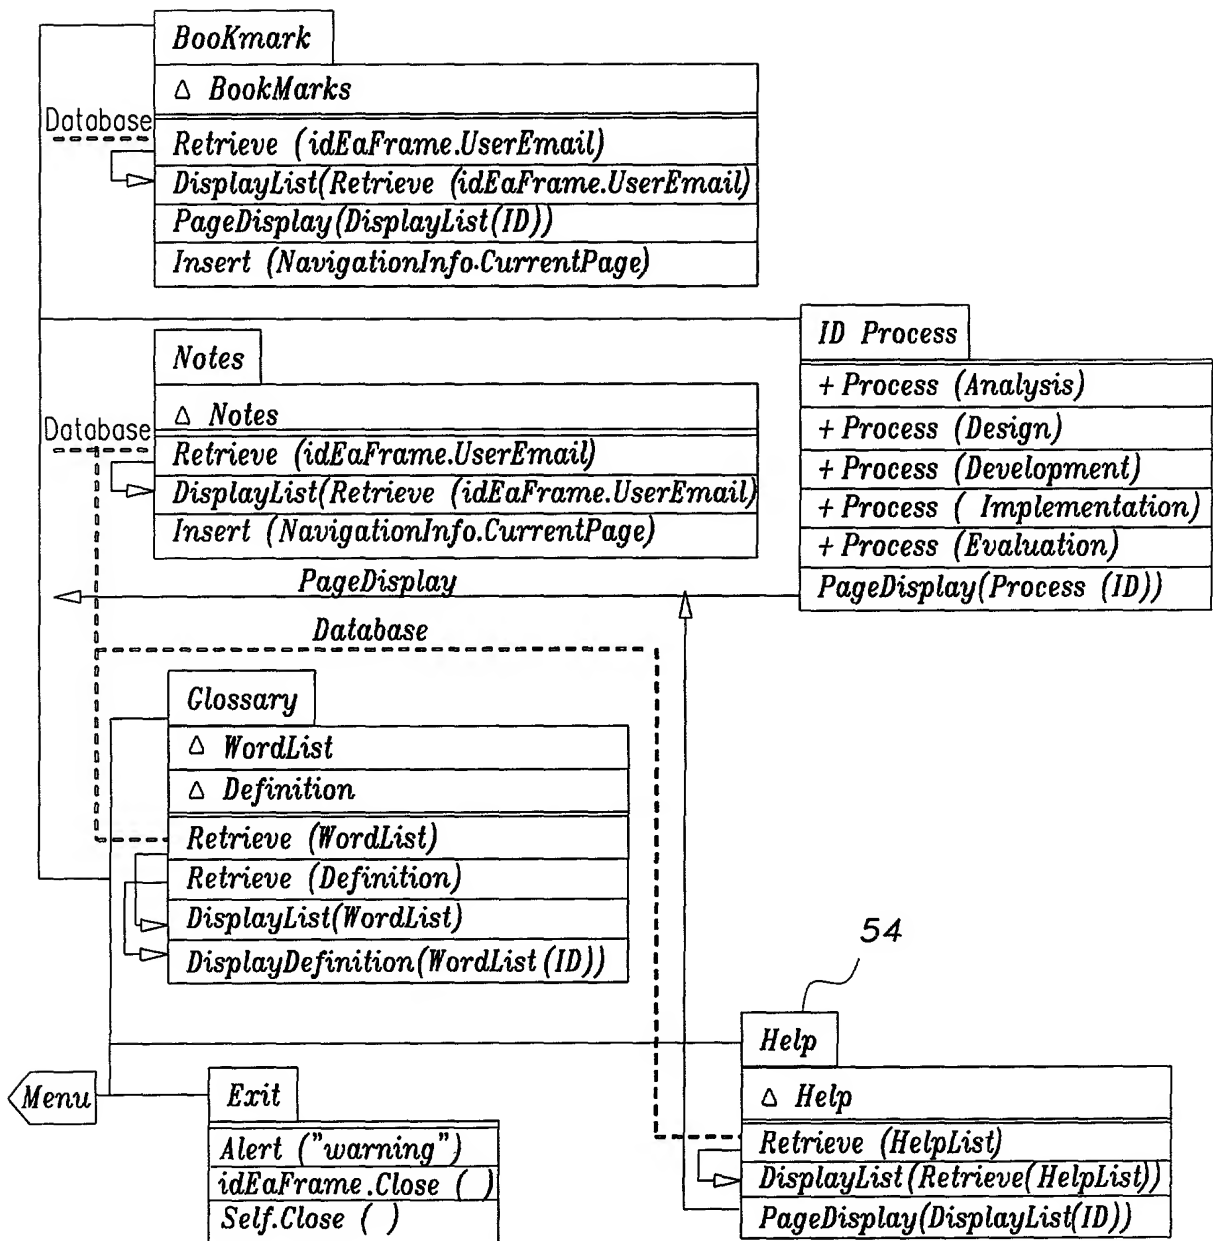 BooKmark
Δ BookMarks
Database
Retrieve (idEaFrame.UserEmail)
DisplayList(Retrieve (idEaFrame.UserEmail)
PageDisplay(DisplayList(ID))
Insert (NavigationInfo.CurrentPage)
ID Process
+ Process (Analysis)
+ Process (Design)
+ Process (Development)
+ Process ( Implementation)
+ Process (Evaluation)
PageDisplay(Process (ID))
Notes
Δ Notes
Database
Retrieve (idEaFrame.UserEmail)
DisplayList(Retrieve (idEaFrame.UserEmail)
Insert (NavigationInfo.CurrentPage)
PageDisplay
Database
Glossary
Δ WordList
Δ Definition
Retrieve (WordList)
Retrieve (Definition)
DisplayList(WordList)
DisplayDefinition(WordList (ID))
54
Help
Δ Help
Retrieve (HelpList)
DisplayList(Retrieve(HelpList))
PageDisplay(DisplayList(ID))
Menu
Exit
Alert ("warning")
idEaFrame.Close ( )
Self.Close ( )